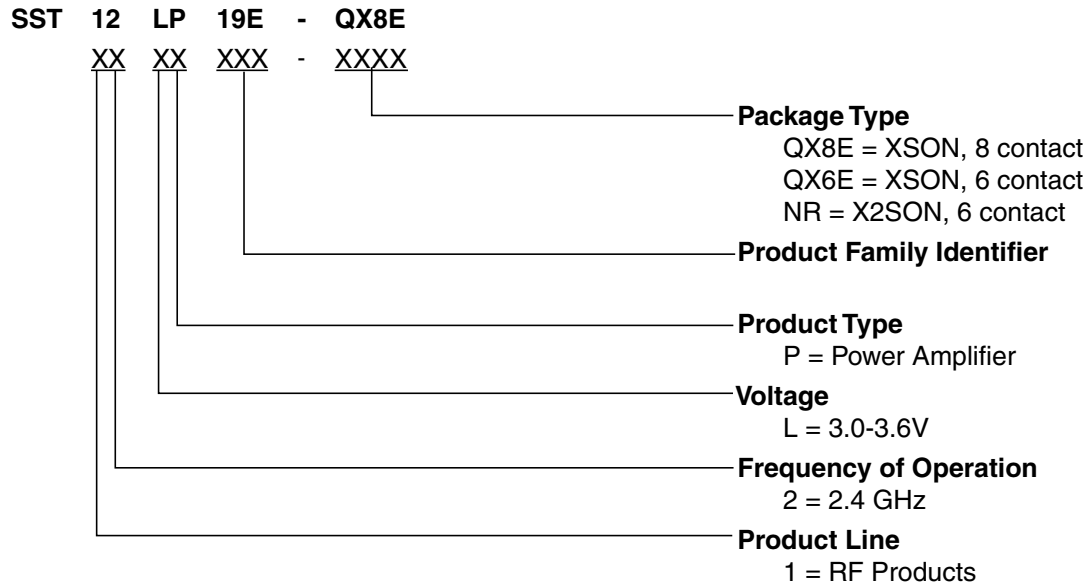 SST 12 LP 19E - QX8E
XX XX XXX - XXXX
Package Type
QX8E = XSON, 8 contact
QX6E = XSON, 6 contact
NR = X2SON, 6 contact
Product Family Identifier
Product Type
P = Power Amplifier
Voltage
L = 3.0-3.6V
Frequency of Operation
2 = 2.4 GHz
Product Line
1 = RF Products